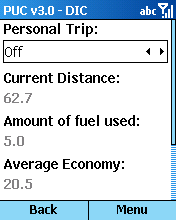 PUC v3.0 - DIC abc
Personal Trip:
Off
Current Distance:
62.7
Amount of fuel used:
5.0
Average Economy:
20.5
Back Menu